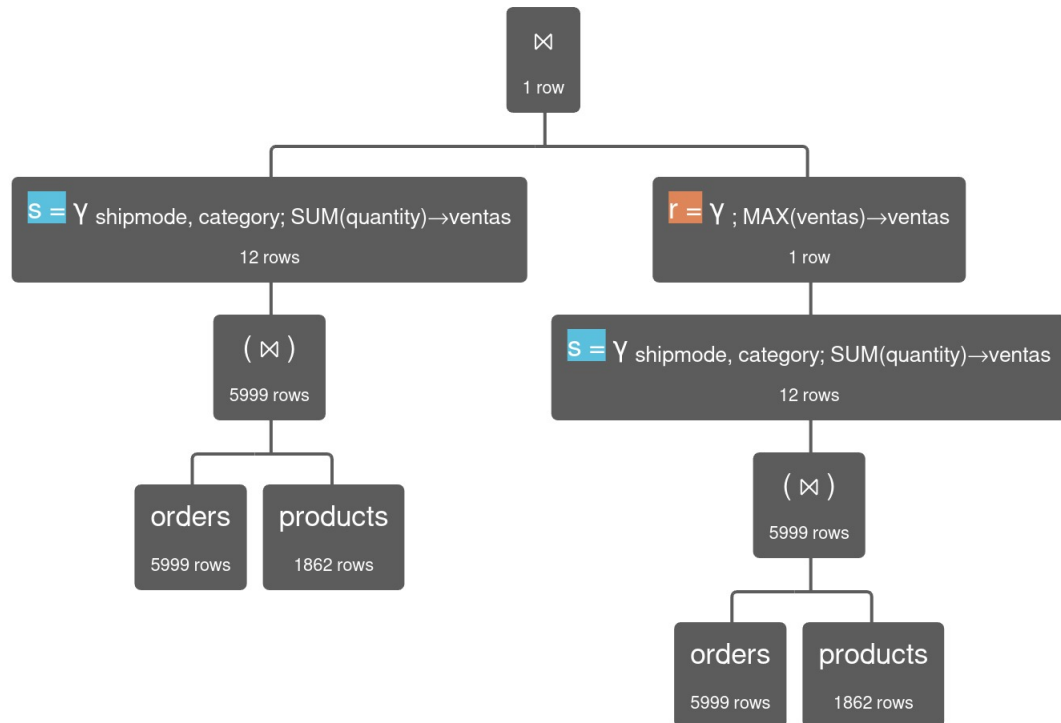 ⋈
1 row
s = γ shipmode, category; SUM(quantity)→ventas
12 rows
r = γ ; MAX(ventas)→ventas
1 row
( ⋈ )
5999 rows
s = γ shipmode, category; SUM(quantity)→ventas
12 rows
orders
5999 rows
products
1862 rows
( ⋈ )
5999 rows
orders
5999 rows
products
1862 rows